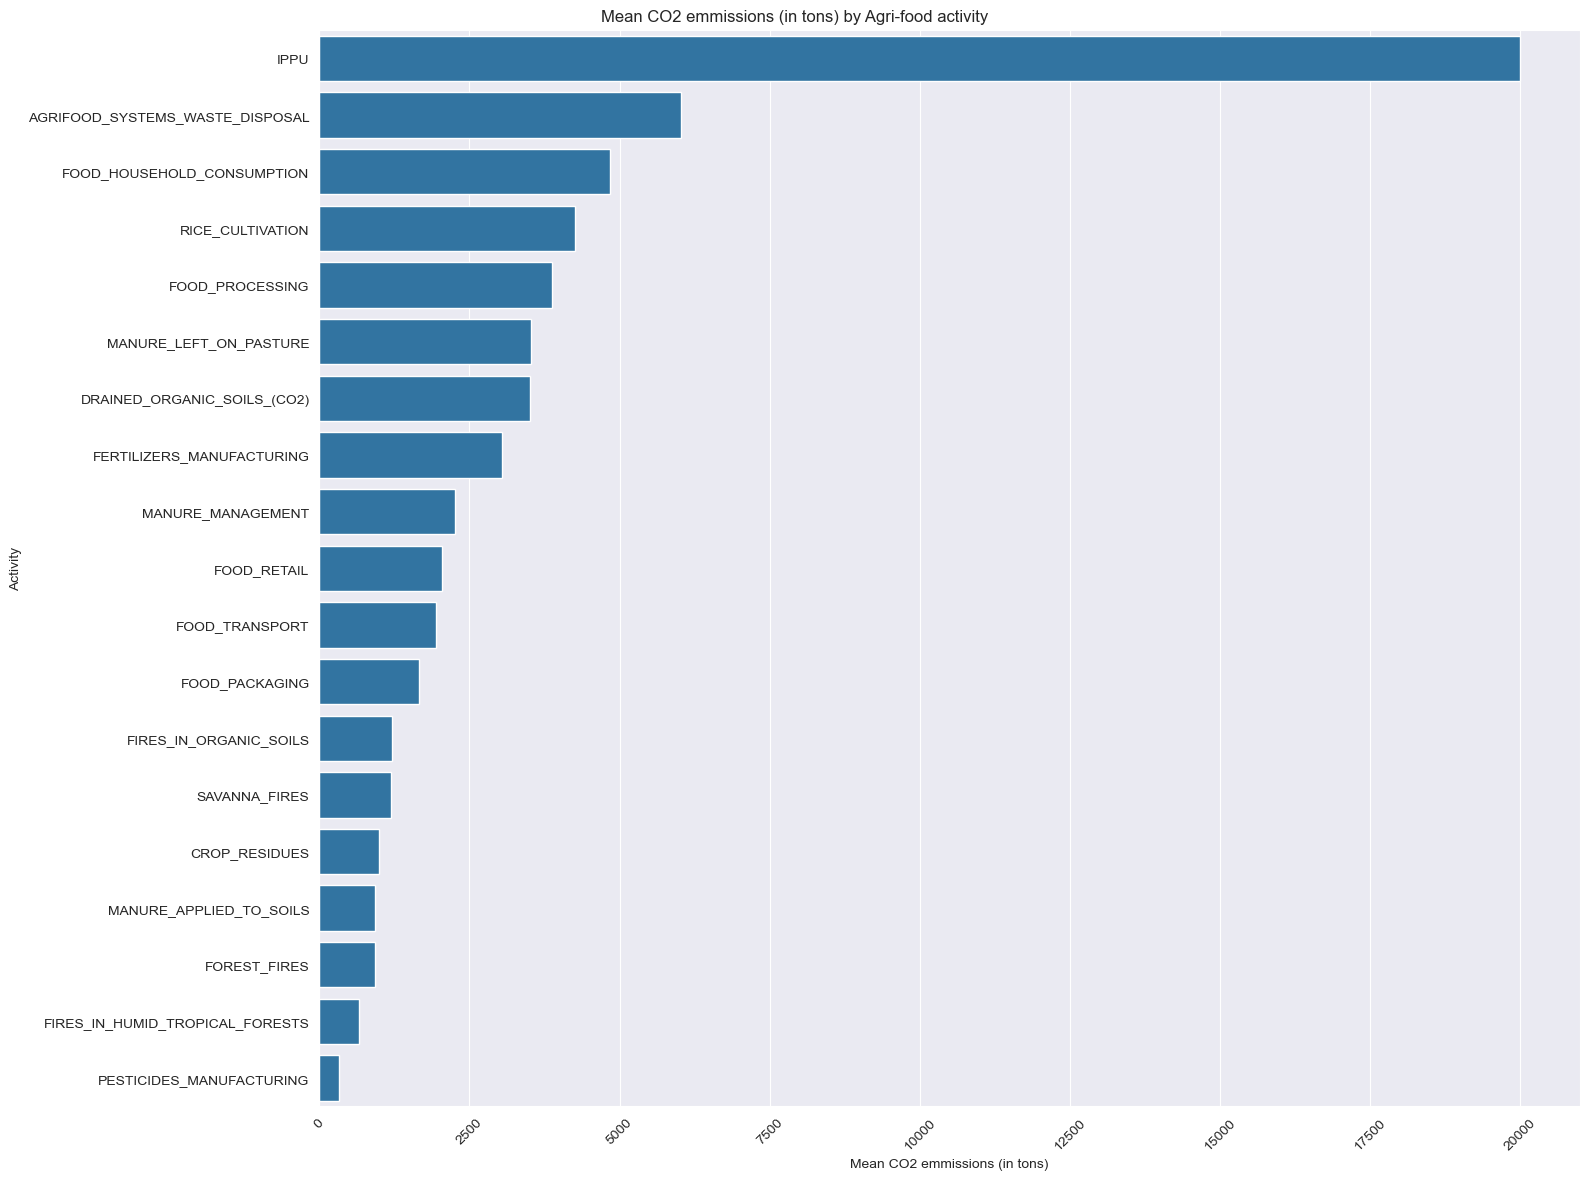 Mean CO2 emmissions (in tons) by Agri-food activity
IPPU
AGRIFOOD_SYSTEMS_WASTE_DISPOSAL
FOOD_HOUSEHOLD_CONSUMPTION
RICE_CULTIVATION
FOOD_PROCESSING
MANURE_LEFT_ON_PASTURE
DRAINED_ORGANIC_SOILS_(CO2)
FERTILIZERS_MANUFACTURING
MANURE_MANAGEMENT
FOOD_RETAIL
FOOD_TRANSPORT
FOOD_PACKAGING
FIRES_IN_ORGANIC_SOILS
SAVANNA_FIRES
CROP_RESIDUES
MANURE_APPLIED_TO_SOILS
FOREST_FIRES
FIRES_IN_HUMID_TROPICAL_FORESTS
PESTICIDES_MANUFACTURING
Activity
0
2500
5000
7500
10000
12500
15000
17500
20000
Mean CO2 emmissions (in tons)